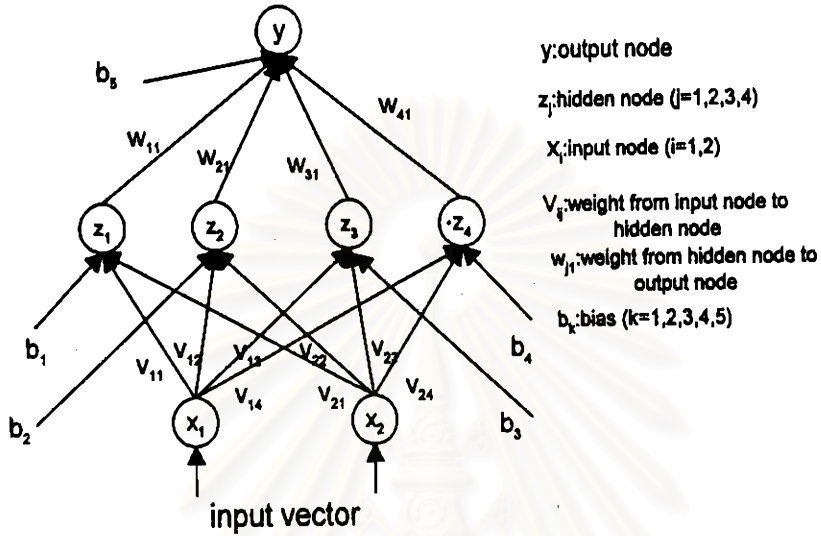 y
b₅
W₁₁
W₂₁
W₃₁
W₄₁
z₁
z₂
z₃
z₄
b₁
V₁₁
V₁₂
V₁₃
V₂₂
V₂₃
b₄
b₂
V₁₄
V₂₁
V₂₄
b₃
x₁
x₂
input vector
y:output node
zⱼ:hidden node (j=1,2,3,4)
Xᵢ:input node (i=1,2)
Vᵢⱼ:weight from input node to
hidden node
wⱼ₁:weight from hidden node to
output node
bₖ:bias (k=1,2,3,4,5)